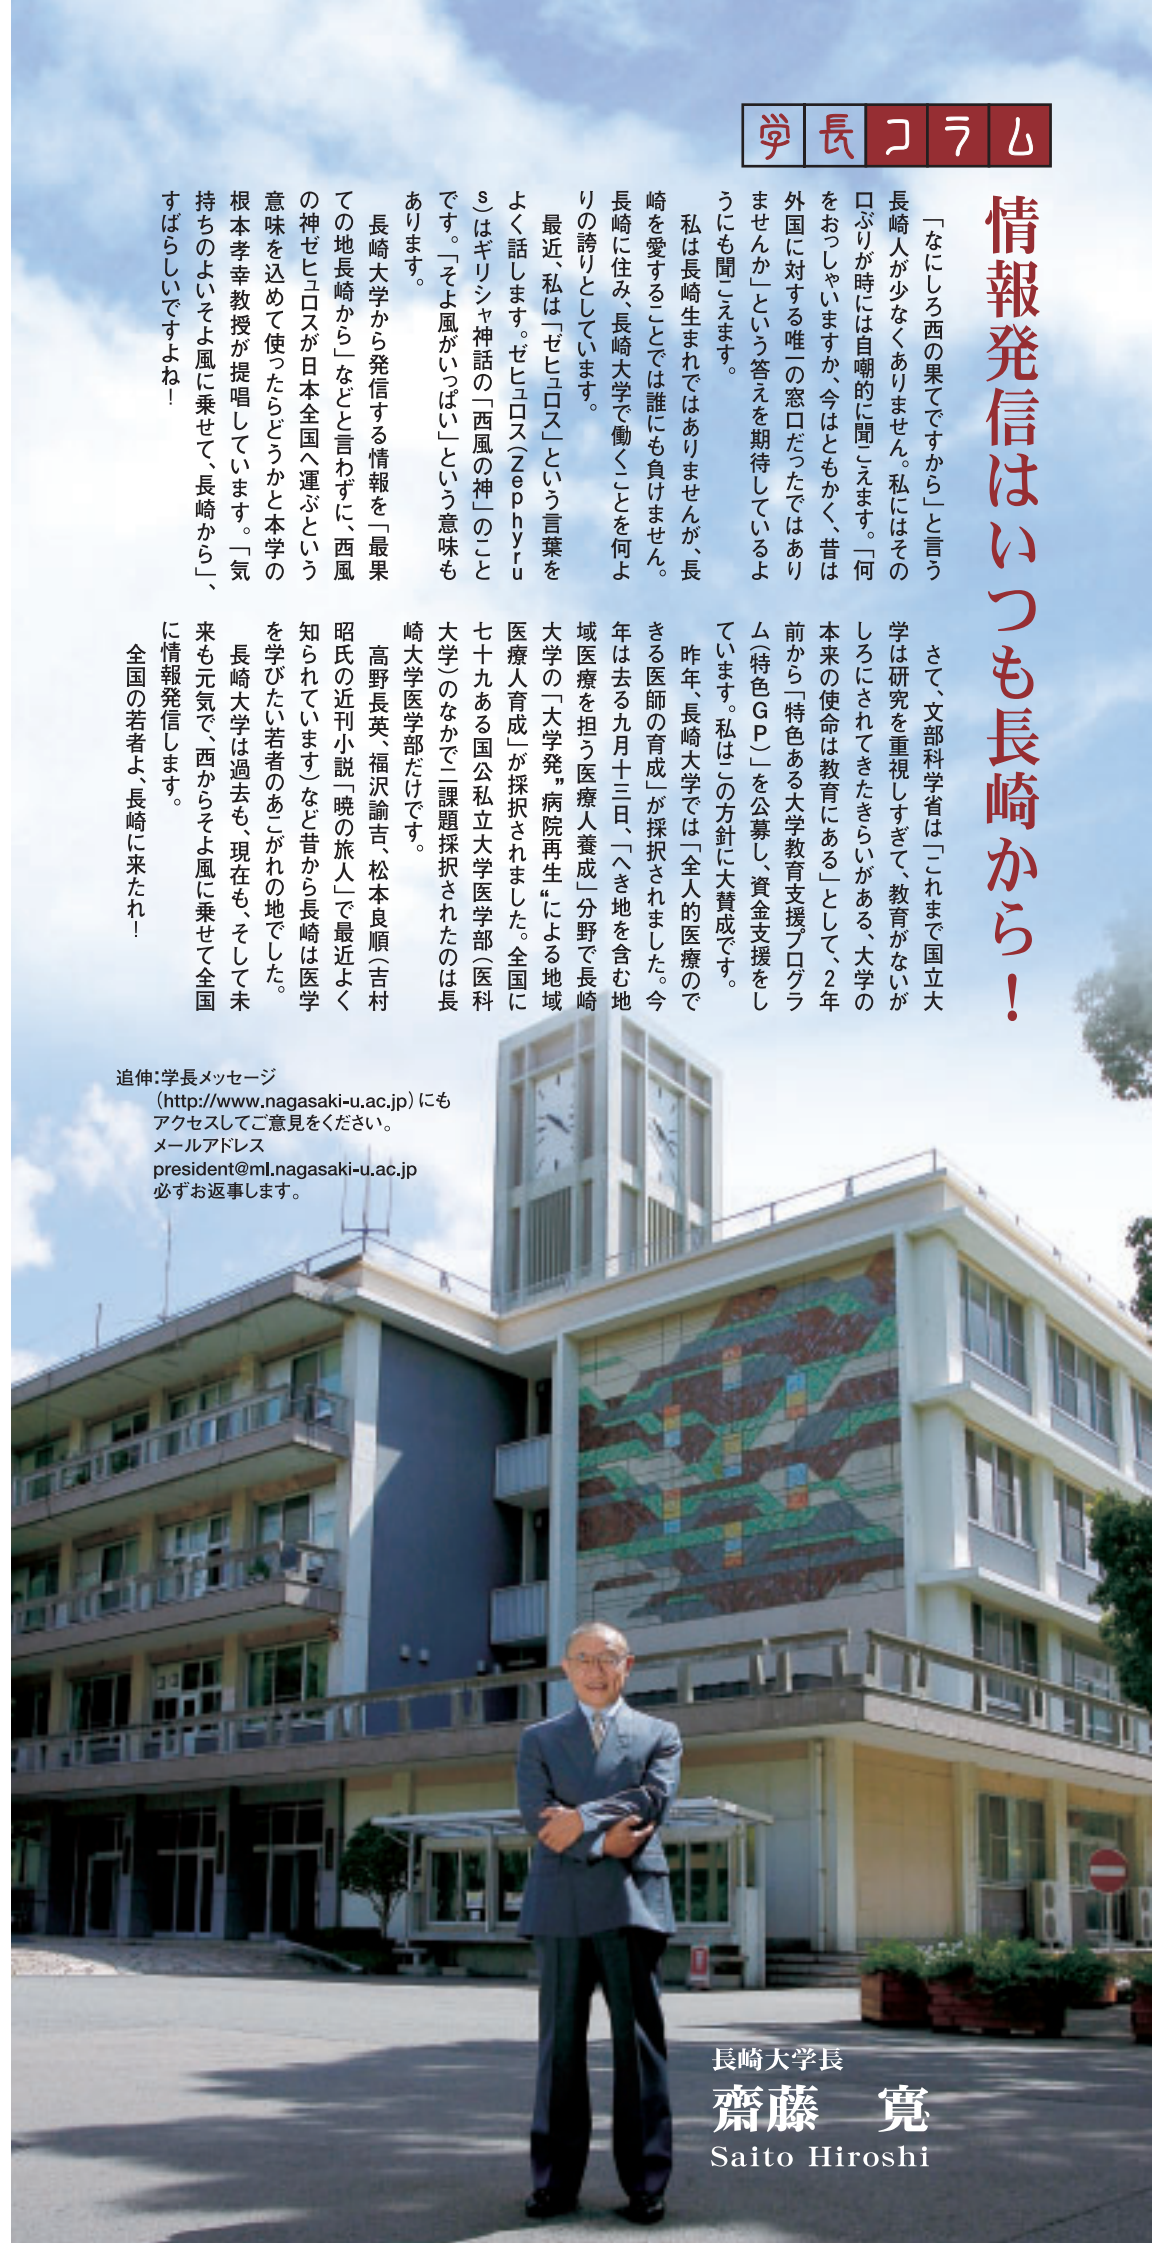 学長コラム
情報発信はいつも長崎から！
「なにしろ西の果てですから」と言う
長崎人が少なくありません。私にはその
口ぶりが時には自嘲的に聞こえます。「何
をおっしゃいますか、今はともかく、昔は
外国に対する唯一の窓口だったではあり
ませんか」という答えを期待しているよ
うにも聞こえます。
私は長崎生まれではありませんが、長
崎を愛することでは誰にも負けません。
長崎に住み、長崎大学で働くことを何よ
りの誇りとしています。
最近、私は「ゼヒュロス」という言葉を
よく話します。ゼヒュロス（Zephyru
s）はギリシャ神話の「西風の神」のこと
です。「そよ風がいっぱい」という意味も
あります。
長崎大学から発信する情報を「最果
ての地長崎から」などと言わずに、西風
の神ゼヒュロスが日本全国へ運ぶという
意味を込めて使ったらどうかと本学の
根本孝幸教授が提唱しています。「気
持ちのよいそよ風に乗せて、長崎から」、
すばらしいですよね！
さて、文部科学省は「これまで国立大
学は研究を重視しすぎて、教育がないが
しろにされてきたきらいがある、大学の
本来の使命は教育にある」として、2年
前から「特色ある大学教育支援プログラ
ム（特色GP）」を公募し、資金支援をし
ています。私はこの方針に大賛成です。
昨年、長崎大学では「全人的医療ので
きる医師の育成」が採択されました。今
年は去る九月十三日、「へき地を含む地
域医療を担う医療人養成」分野で長崎
大学の「大学発〝病院再生〟による地域
医療人育成」が採択されました。全国に
七十九ある国公私立大学医学部（医科
大学）のなかで二課題採択されたのは長
崎大学医学部だけです。
高野長英、福沢諭吉、松本良順（吉村
昭氏の近刊小説「暁の旅人」で最近よく
知られています）など昔から長崎は医学
を学びたい若者のあこがれの地でした。
長崎大学は過去も、現在も、そして未
来も元気で、西からそよ風に乗せて全国
に情報発信します。
全国の若者よ、長崎に来たれ！
追伸：学長メッセージ
（http://www.nagasaki-u.ac.jp）にも
アクセスしてご意見をください。
メールアドレス
president@ml.nagasaki-u.ac.jp
必ずお返事します。
長崎大学長
齋藤　寛
Saito Hiroshi